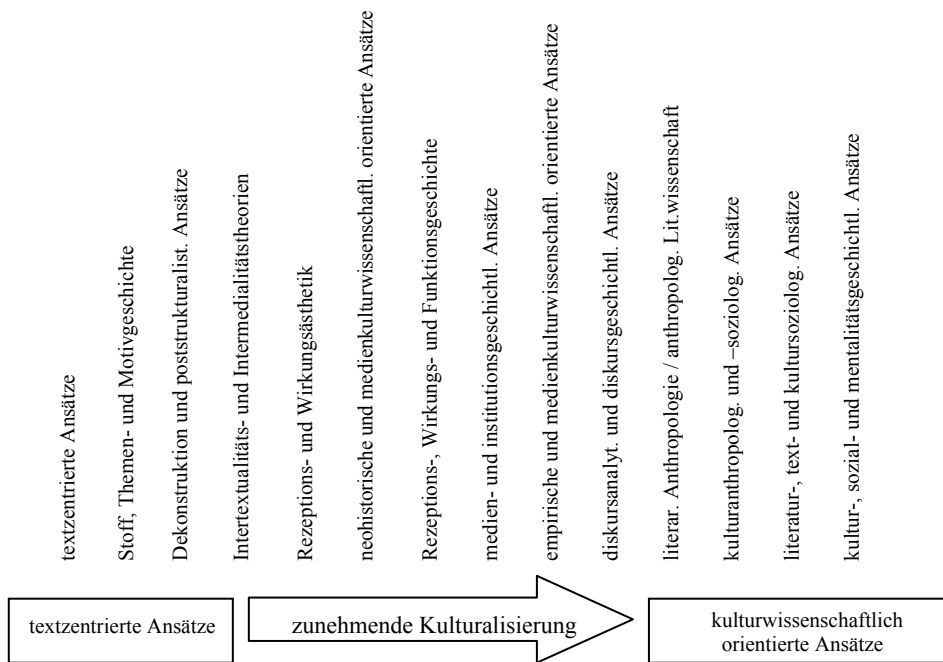 textzentrierte Ansätze
Stoff, Themen- und Motivgeschichte
Dekonstruktion und poststrukturalist. Ansätze
Intertextualitäts- und Intermedialitätstheorien
Rezeptions- und Wirkungsästhetik
neohistorische und medienkulturwissenschaftl. orientierte Ansätze
Rezeptions-, Wirkungs- und Funktionsgeschichte
medien- und institutionsgeschichtl. Ansätze
empirische und medienkulturwissenschaftl. orientierte Ansätze
diskursanalyt. und diskursgeschichtl. Ansätze
literar. Anthropologie / anthropolog. Lit.wissenschaft
kulturanthropolog. und –soziolog. Ansätze
literatur-, text- und kultursoziolog. Ansätze
kultur-, sozial- und mentalitätsgeschichtl. Ansätze
textzentrierte Ansätze
zunehmende Kulturalisierung
kulturwissenschaftlich
orientierte Ansätze